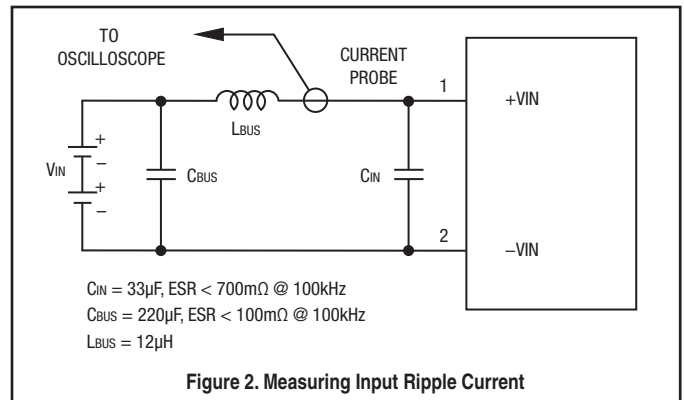 TO
OSCILLOSCOPE
CURRENT
PROBE
1
+VIN
LBUS
+
VIN
–
+
–
CBUS
CIN
2
–VIN
CIN = 33µF, ESR < 700mΩ @ 100kHz
CBUS = 220µF, ESR < 100mΩ @ 100kHz
LBUS = 12µH
Figure 2. Measuring Input Ripple Current